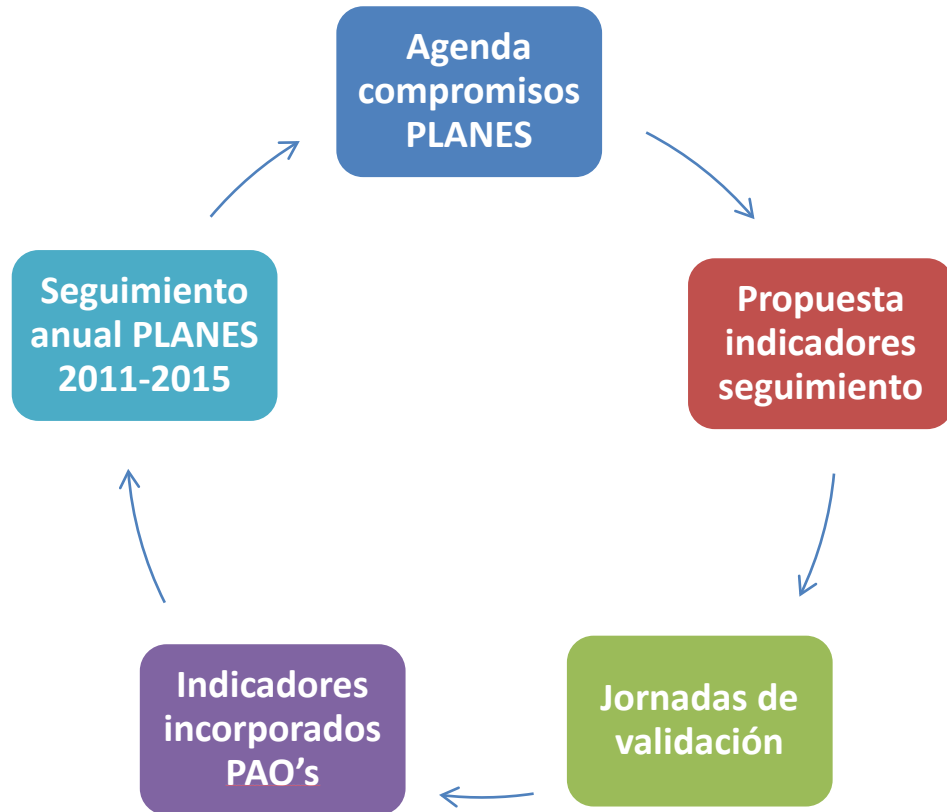 Agenda
compromisos
PLANES
Propuesta
indicadores
seguimiento
Jornadas de
validación
Indicadores
incorporados
PAO’s
Seguimiento
anual PLANES
2011-2015